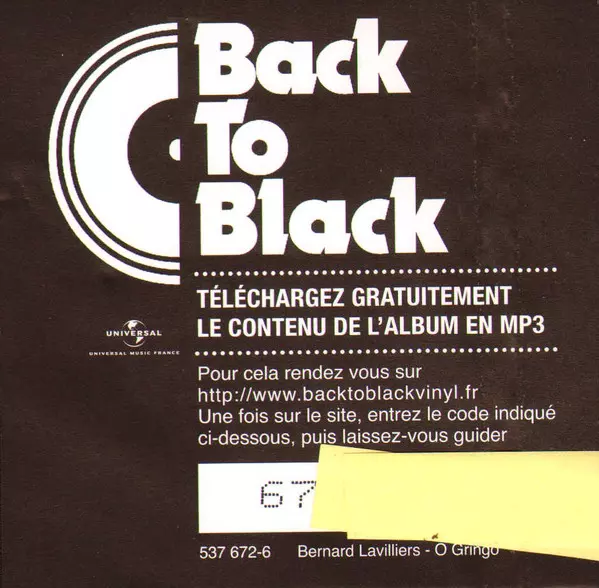 Back
To
Black
TÉLÉCHARGEZ GRATUITEMENT
LE CONTENU DE L'ALBUM EN MP3
UNIVERSAL
UNIVERSAL MUSIC FRANCE
Pour cela rendez vous sur
http://www.backtoblackvinyl.fr
Une fois sur le site, entrez le code indiqué
ci-dessous, puis laissez-vous guider
67
537 672-6 Bernard Lavilliers - O Gringo